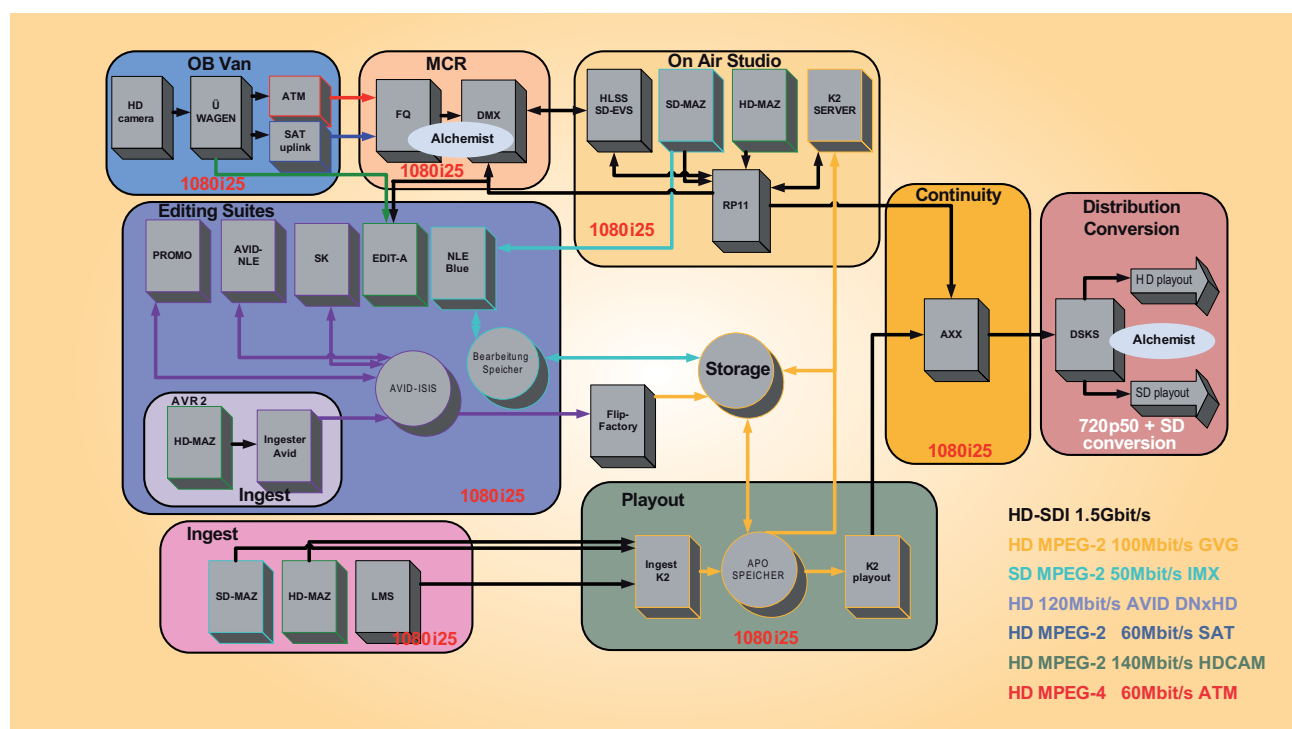 OB Van
HD
camera
Ü
WAGEN
ATM
SAT
uplink
1080i25
MCR
FQ
DMX
Alchemist
1080i25
On Air Studio
HLSS
SD-EVS
SD-MAZ
HD-MAZ
K2
SERVER
RP11
1080i25
Editing Suites
PROMO
AVID-
NLE
SK
EDIT-A
NLE
Blue
AVID-ISIS
Bearbeitung
Speicher
AVR2
HD-MAZ
Ingester
Avid
Ingest
1080i25
Flip-
Factory
Storage
Continuity
AXX
1080i25
Distribution
Conversion
HD playout
DSKS
Alchemist
SD playout
720p50 + SD
conversion
Ingest
SD-MAZ
HD-MAZ
LMS
1080i25
Playout
Ingest
K2
APO
SPEICHER
K2
playout
1080i25
HD-SDI 1.5Gbit/s
HD MPEG-2 100Mbit/s GVG
SD MPEG-2 50Mbit/s IMX
HD 120Mbit/s AVID DNxHD
HD MPEG-2 60Mbit/s SAT
HD MPEG-2 140Mbit/s HDCAM
HD MPEG-4 60Mbit/s ATM